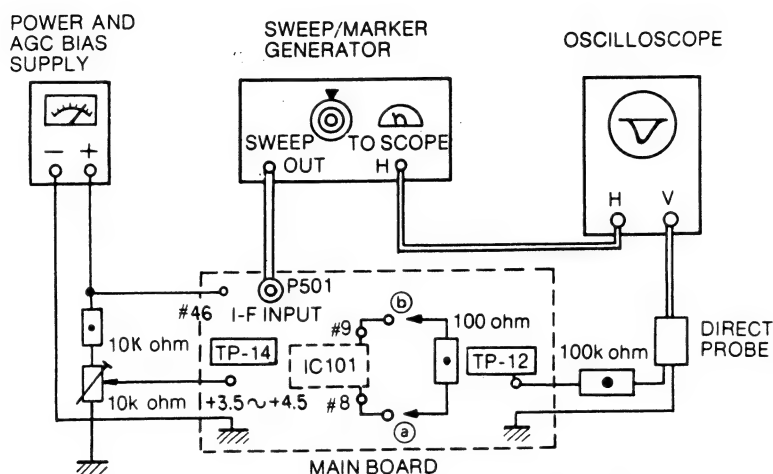 POWER AND
AGC BIAS
SUPPLY
SWEEP/MARKER
GENERATOR
OSCILLOSCOPE
− +
SWEEP
OUT
TO SCOPE
H
H V
#46
P501
I-F INPUT
10K ohm
10k ohm
TP-14
+3.5~+4.5
IC101
#9
#8
ⓑ
ⓐ
100 ohm
TP-12
100k ohm
DIRECT
PROBE
MAIN BOARD